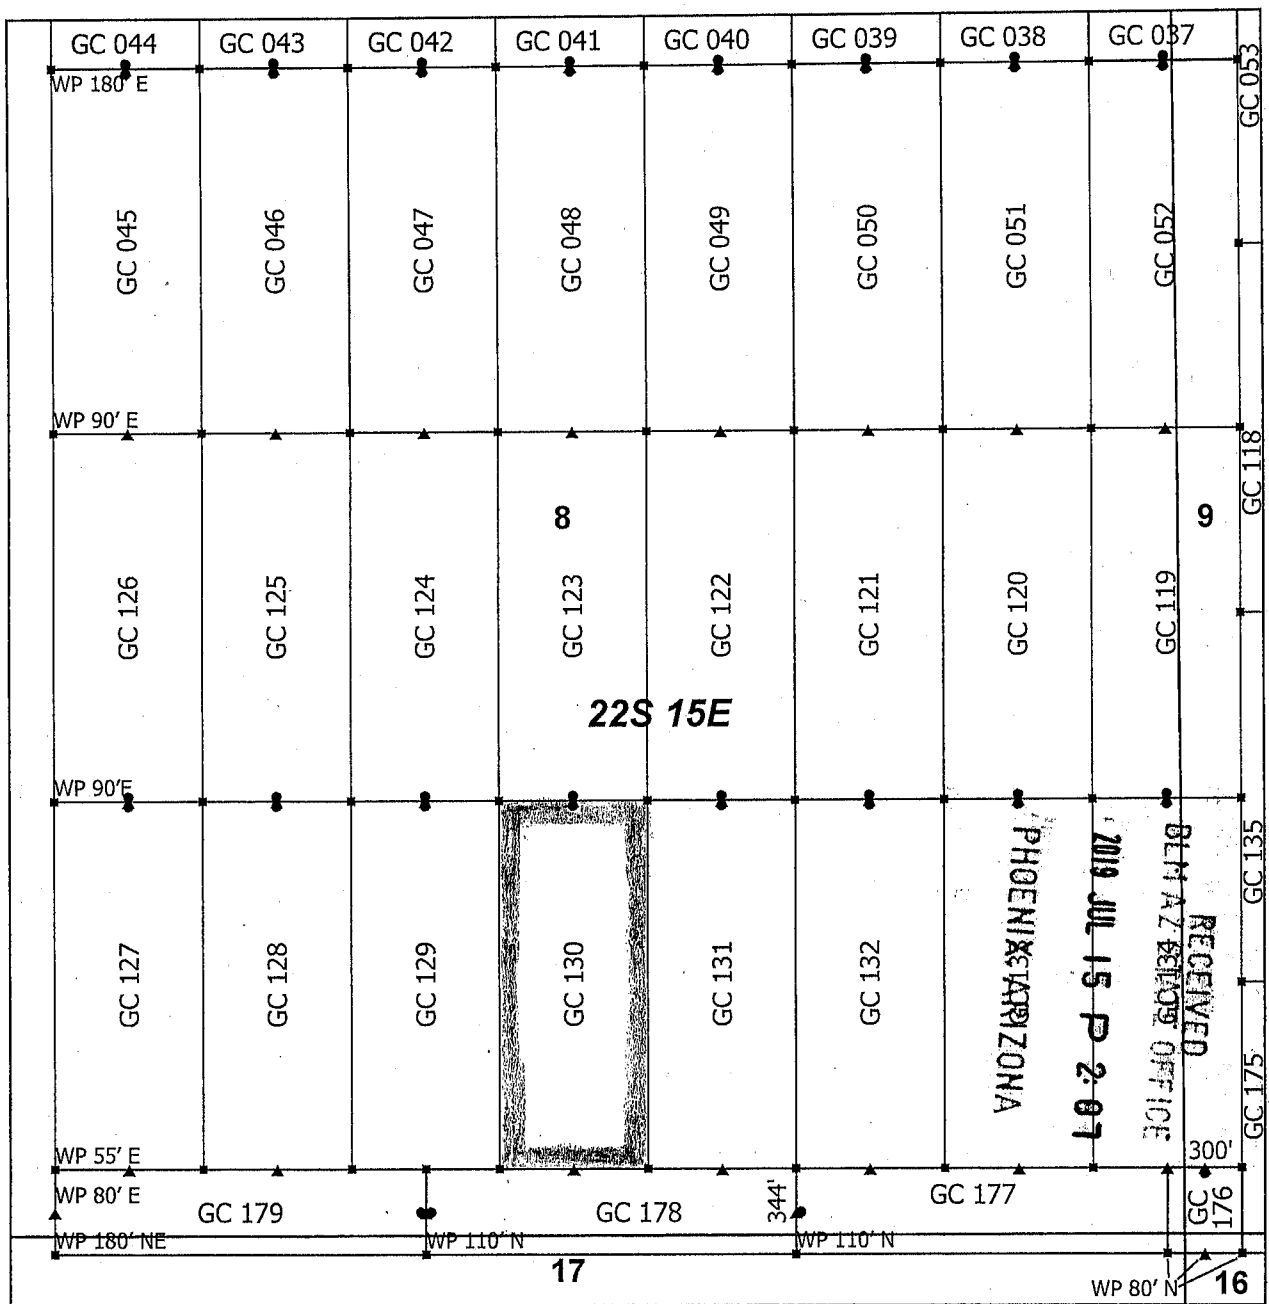 GC 044 GC 043 GC 042 GC 041 GC 040 GC 039 GC 038 GC 037
GC 053
WP 180' E
GC 045 GC 046 GC 047 GC 048 GC 049 GC 050 GC 051 GC 052
WP 90' E
GC 118
8 9
GC 126 GC 125 GC 124 GC 123 GC 122 GC 121 GC 120 GC 119
22S 15E
WP 90' E
GC 127 GC 128 GC 129 GC 130 GC 131 GC 132
GC 135
RECEIVED
BLM AZ STATE OFFICE
2019 JUL 15 P 2:07
PHOENIX ARIZONA
GC 175
WP 55' E
300'
WP 80' E
GC 179 GC 178 344' GC 177
GC 176
WP 180' NE WP 110' N WP 110' N
17
WP 80' N 16